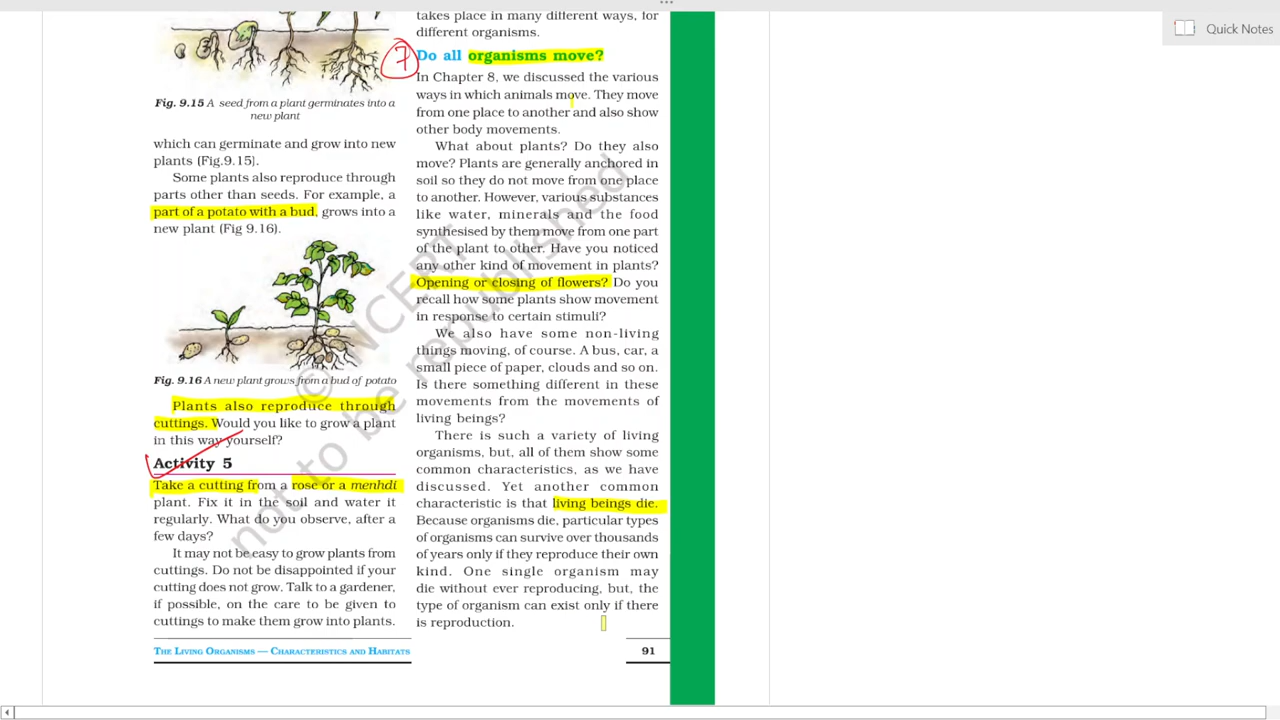 Fig. 9.15 A seed from a plant germinates into a
new plant
which can germinate and grow into new
plants (Fig.9.15).
Some plants also reproduce through
parts other than seeds. For example, a
part of a potato with a bud, grows into a
new plant (Fig 9.16).
Fig. 9.16 A new plant grows from a bud of potato
Plants also reproduce through
cuttings. Would you like to grow a plant
in this way yourself?
Activity 5
Take a cutting from a rose or a menhdi
plant. Fix it in the soil and water it
regularly. What do you observe, after a
few days?
It may not be easy to grow plants from
cuttings. Do not be disappointed if your
cutting does not grow. Talk to a gardener,
if possible, on the care to be given to
cuttings to make them grow into plants.
takes place in many different ways, for
different organisms.
7
Do all organisms move?
In Chapter 8, we discussed the various
ways in which animals move. They move
from one place to another and also show
other body movements.
What about plants? Do they also
move? Plants are generally anchored in
soil so they do not move from one place
to another. However, various substances
like water, minerals and the food
synthesised by them move from one part
of the plant to other. Have you noticed
any other kind of movement in plants?
Opening or closing of flowers? Do you
recall how some plants show movement
in response to certain stimuli?
We also have some non-living
things moving, of course. A bus, car, a
small piece of paper, clouds and so on.
Is there something different in these
movements from the movements of
living beings?
There is such a variety of living
organisms, but, all of them show some
common characteristics, as we have
discussed. Yet another common
characteristic is that living beings die.
Because organisms die, particular types
of organisms can survive over thousands
of years only if they reproduce their own
kind. One single organism may
die without ever reproducing, but, the
type of organism can exist only if there
is reproduction.
The Living Organisms — Characteristics and Habitats
91
© NCERT
not to be republished
Quick Notes